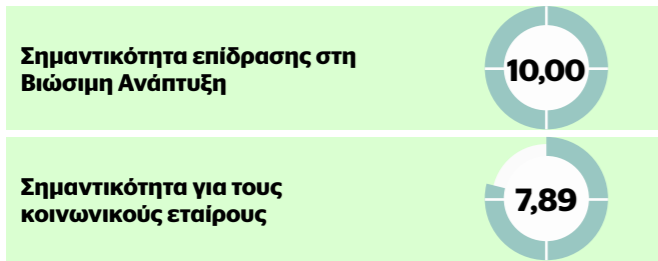 Σημαντικότητα επίδρασης στη
Βιώσιμη Ανάπτυξη
10,00
Σημαντικότητα για τους
κοινωνικούς εταίρους
7,89